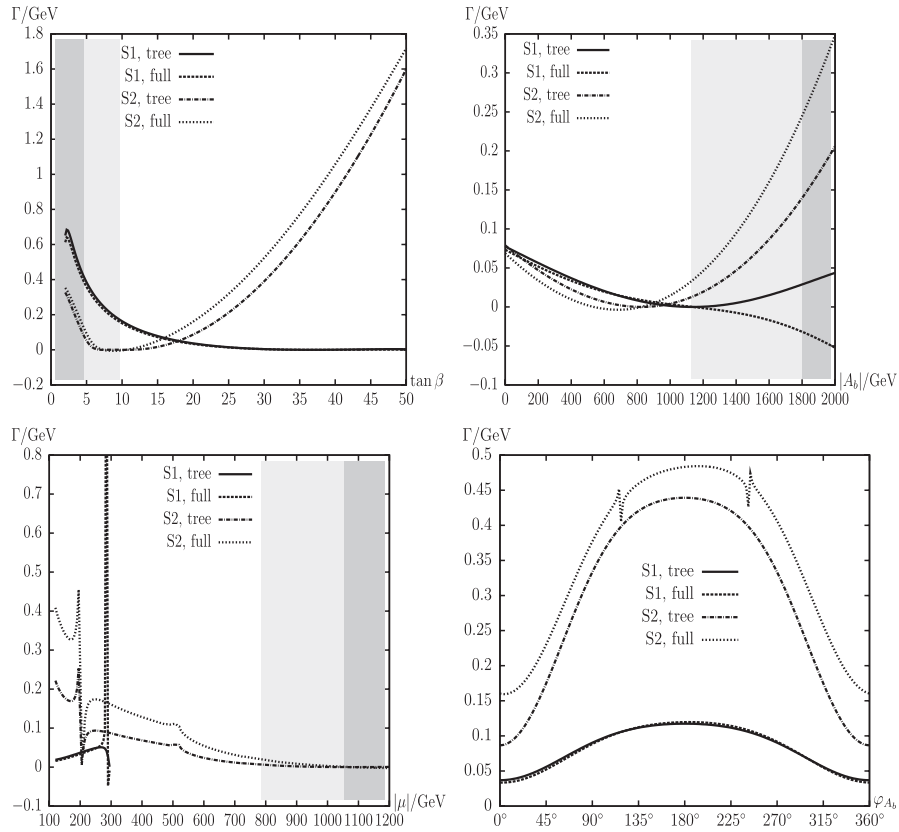 Γ/GeV
1.8
1.6
1.4
1.2
1
0.8
0.6
0.4
0.2
0
−0.2
S1, tree
S1, full
S2, tree
S2, full
0 5 10 15 20 25 30 35 40 45 50
tan β
Γ/GeV
0.35
0.3
0.25
0.2
0.15
0.1
0.05
0
−0.05
−0.1
S1, tree
S1, full
S2, tree
S2, full
0 200 400 600 800 1000 1200 1400 1600 1800 2000
|A_b|/GeV
Γ/GeV
0.8
0.7
0.6
0.5
0.4
0.3
0.2
0.1
0
−0.1
S1, tree
S1, full
S2, tree
S2, full
100 200 300 400 500 600 700 800 900 1000 1100 1200
|μ|/GeV
Γ/GeV
0.5
0.45
0.4
0.35
0.3
0.25
0.2
0.15
0.1
0.05
0
S1, tree
S1, full
S2, tree
S2, full
0° 45° 90° 135° 180° 225° 270° 315° 360°
φ_{A_b}